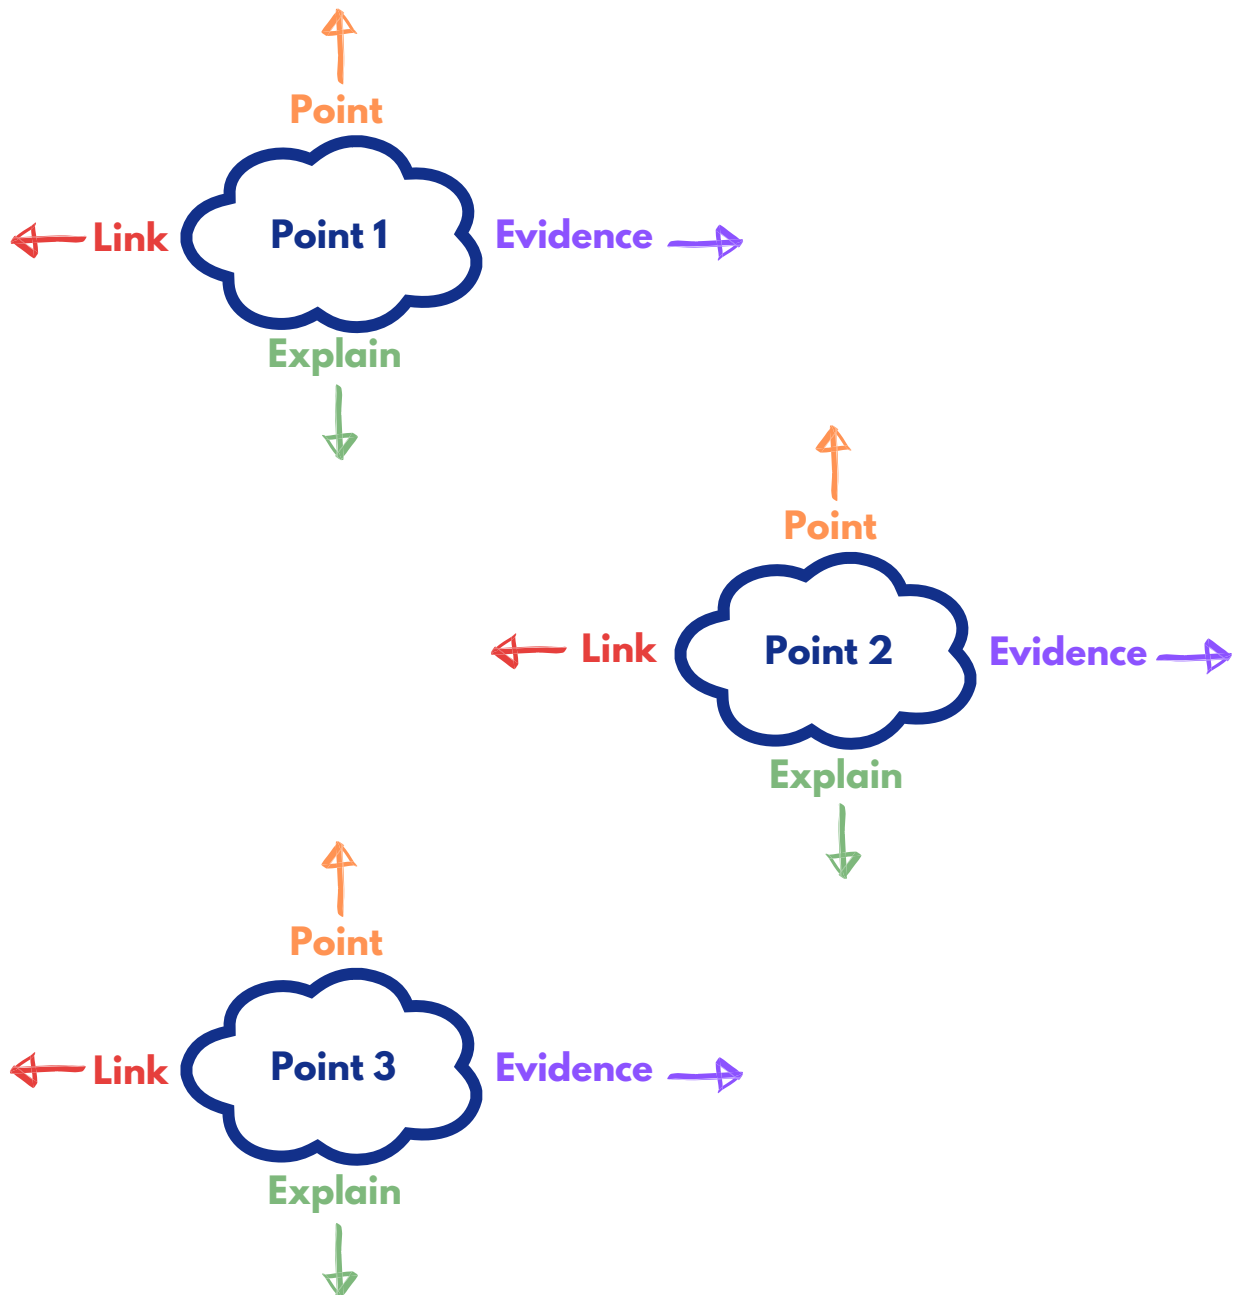 Point
Link
Point 1
Evidence
Explain
Point
Link
Point 2
Evidence
Explain
Point
Link
Point 3
Evidence
Explain